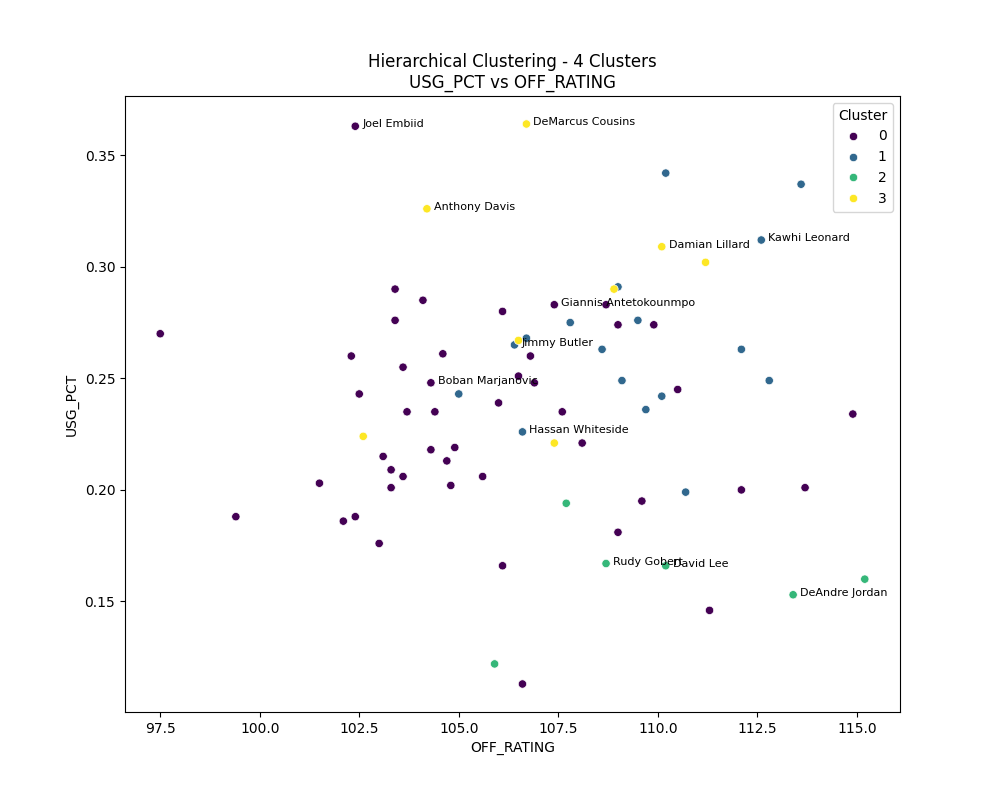 Hierarchical Clustering - 4 Clusters
USG_PCT vs OFF_RATING
Cluster
0
1
2
3
Joel Embiid
DeMarcus Cousins
Anthony Davis
Kawhi Leonard
Damian Lillard
Giannis Antetokounmpo
Jimmy Butler
Boban Marjanovic
Hassan Whiteside
Rudy Gobert
David Lee
DeAndre Jordan
USG_PCT
0.35
0.30
0.25
0.20
0.15
97.5
100.0
102.5
105.0
107.5
110.0
112.5
115.0
OFF_RATING